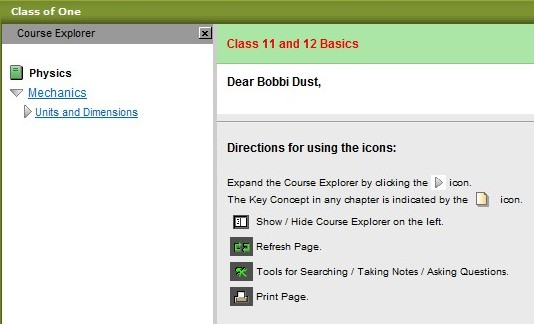 Class of One
Course Explorer
Class 11 and 12 Basics
Physics
Mechanics
Units and Dimensions
Dear Bobbi Dust,
Directions for using the icons:
Expand the Course Explorer by clicking the icon.
The Key Concept in any chapter is indicated by the icon.
Show / Hide Course Explorer on the left.
Refresh Page.
Tools for Searching / Taking Notes / Asking Questions.
Print Page.